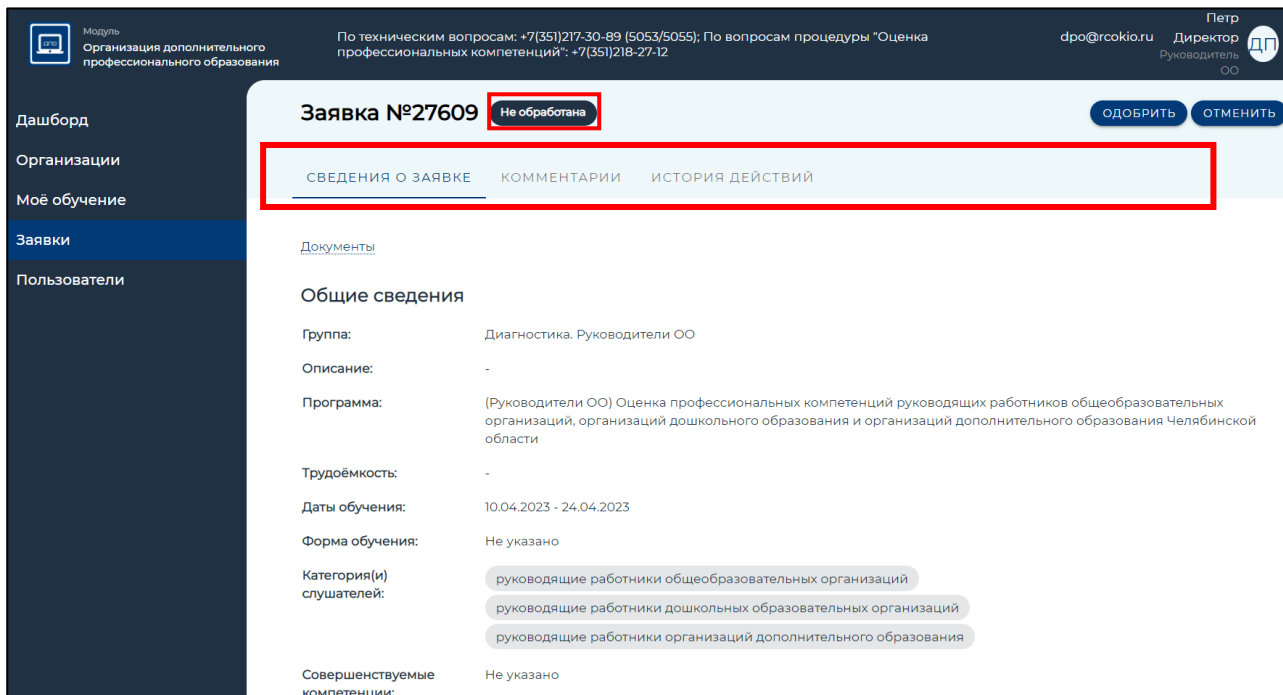 дпо
Модуль
Организация дополнительного
профессионального образования
По техническим вопросам: +7(351)217-30-89 (5053/5055); По вопросам процедуры "Оценка
профессиональных компетенций": +7(351)218-27-12
dpo@rcokio.ru
Петр
Директор
Руководитель
ОО
ДП
Дашборд
Организации
Моё обучение
Заявки
Пользователи
Заявка №27609 Не обработана
ОДОБРИТЬ ОТМЕНИТЬ
СВЕДЕНИЯ О ЗАЯВКЕ КОММЕНТАРИИ ИСТОРИЯ ДЕЙСТВИЙ
Документы
Общие сведения
Группа: Диагностика. Руководители ОО
Описание: -
Программа: (Руководители ОО) Оценка профессиональных компетенций руководящих работников общеобразовательных
организаций, организаций дошкольного образования и организаций дополнительного образования Челябинской
области
Трудоёмкость: -
Даты обучения: 10.04.2023 - 24.04.2023
Форма обучения: Не указано
Категория(и)
слушателей:
руководящие работники общеобразовательных организаций
руководящие работники дошкольных образовательных организаций
руководящие работники организаций дополнительного образования
Совершенствуемые Не указано
компетенции: